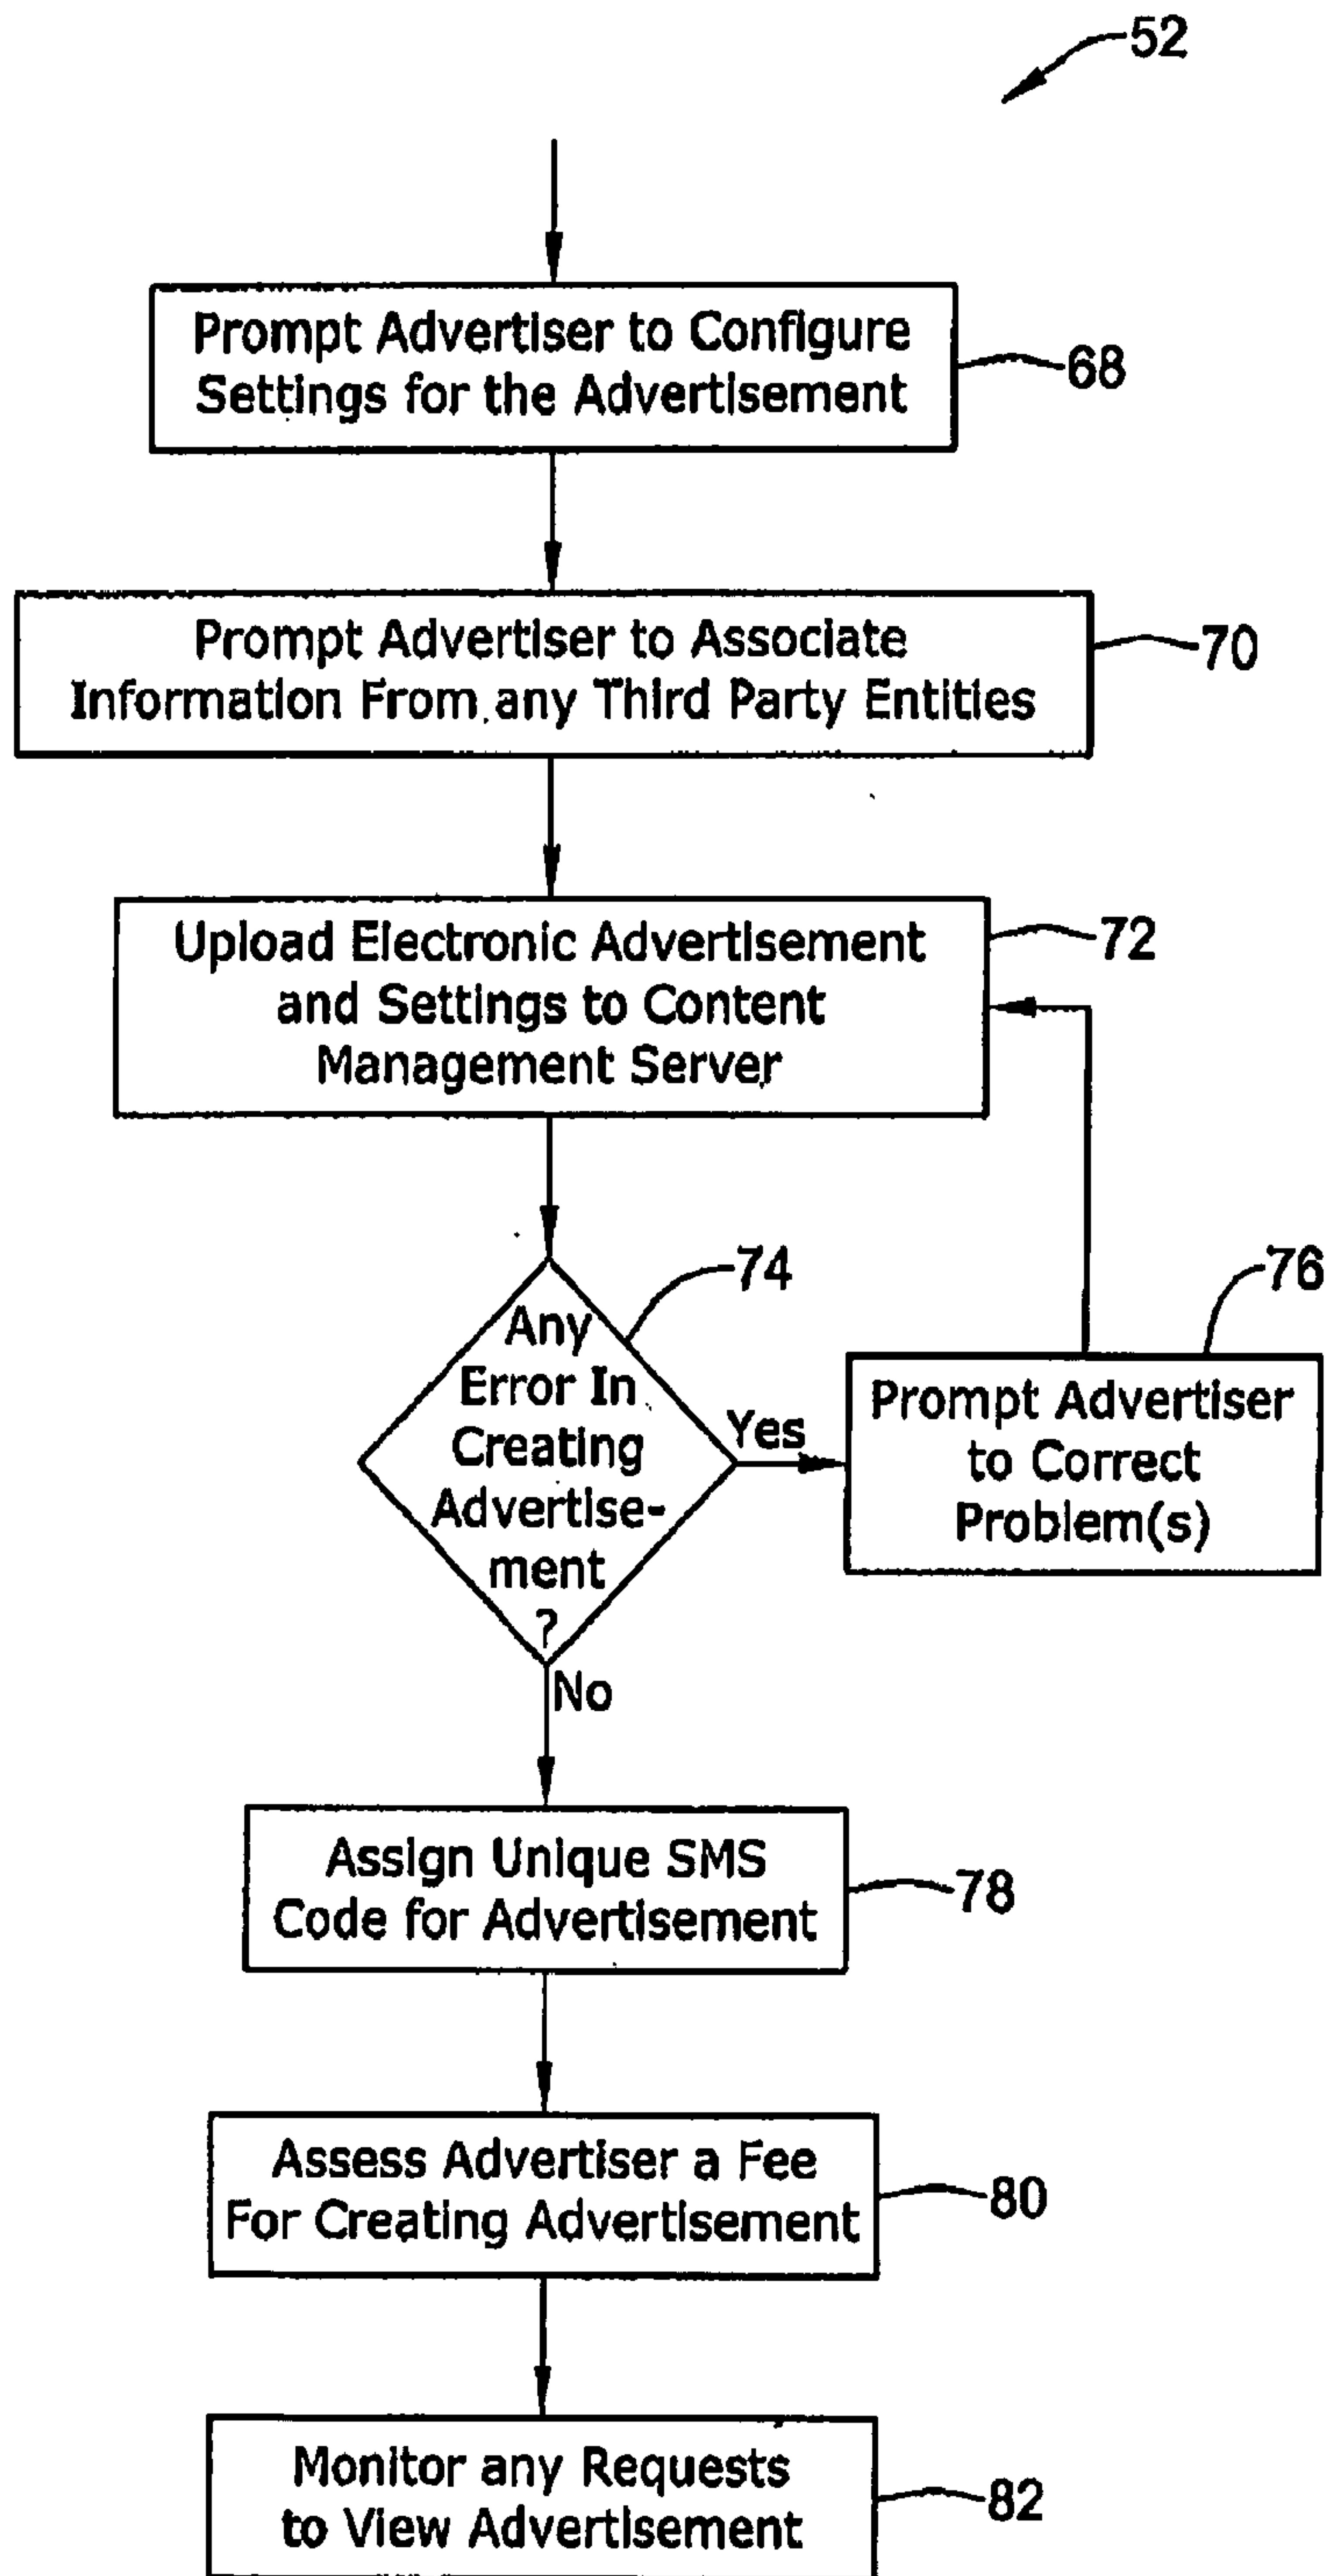 52
Prompt Advertiser to Configure
Settings for the Advertisement
68
Prompt Advertiser to Associate
Information From any Third Party Entities
70
Upload Electronic Advertisement
and Settings to Content
Management Server
72
Any
Error In
Creating
Advertise-
ment
?
74
Yes
Prompt Advertiser
to Correct
Problem(s)
76
No
Assign Unique SMS
Code for Advertisement
78
Assess Advertiser a Fee
For Creating Advertisement
80
Monitor any Requests
to View Advertisement
82